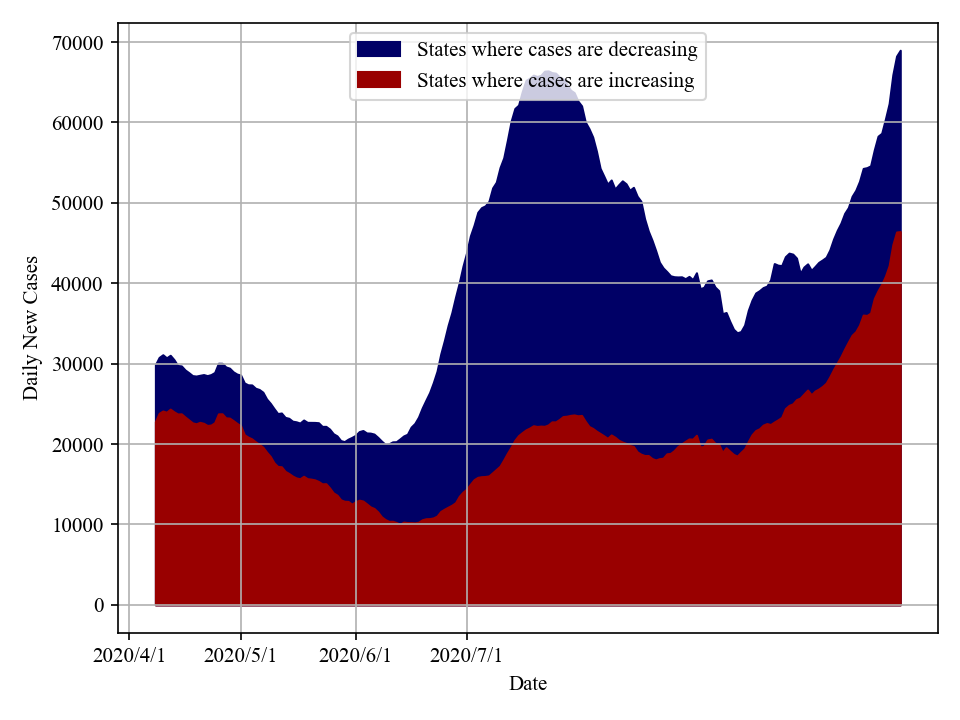 States where cases are decreasing
States where cases are increasing
70000
60000
50000
40000
30000
20000
10000
0
Daily New Cases
2020/4/1 2020/5/1 2020/6/1 2020/7/1
Date